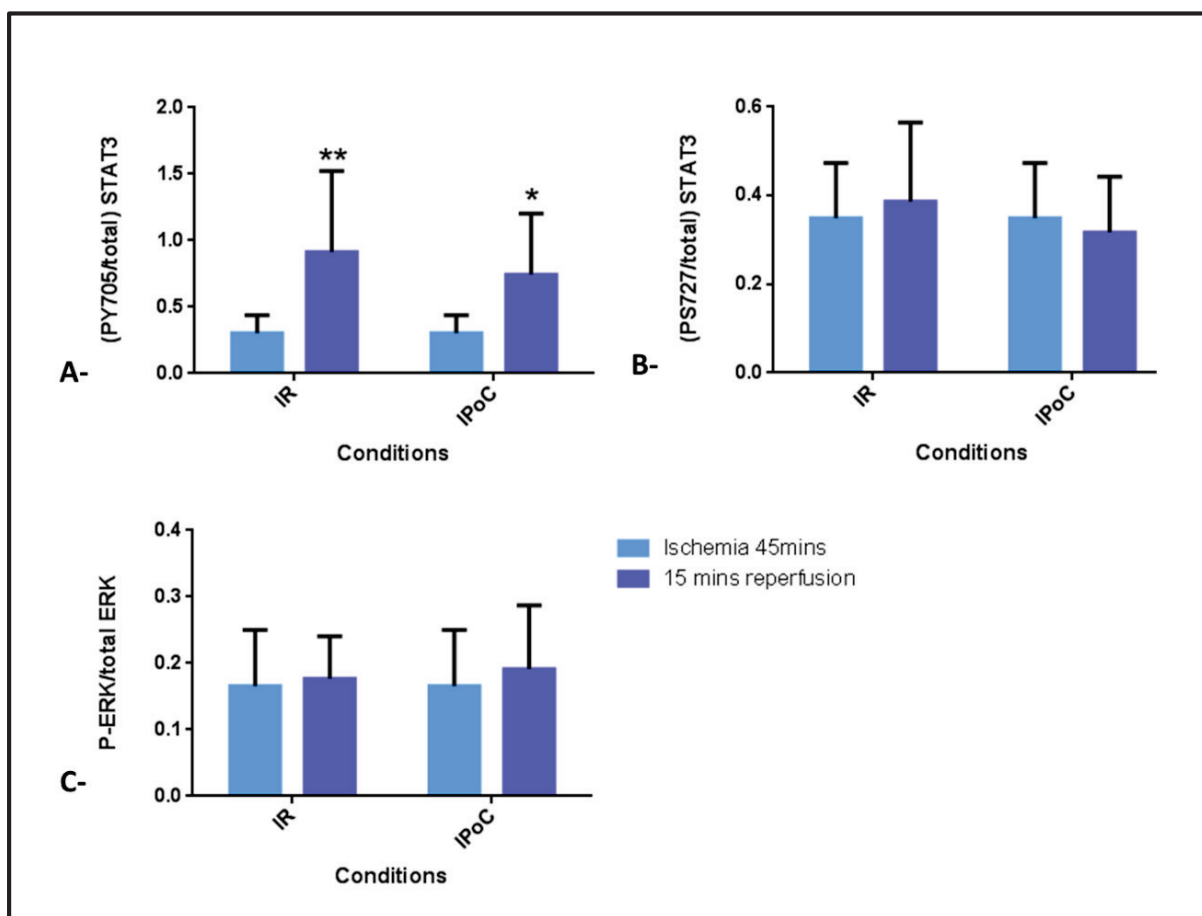 (PY705/total) STAT3
2.0
1.5
1.0
0.5
0.0
**
*
IR
IPoC
Conditions
A-
(PS727/total) STAT3
0.6
0.4
0.2
0.0
IR
IPoC
Conditions
B-
P-ERK/total ERK
0.4
0.3
0.2
0.1
0.0
IR
IPoC
Conditions
C-
Ischemia 45mins
15 mins reperfusion